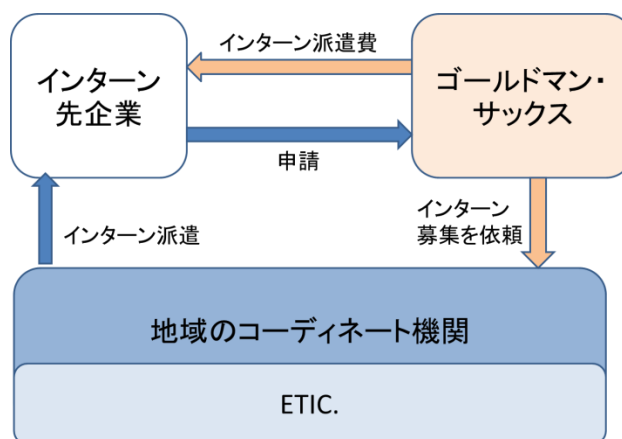 インターン派遣費
インターン
先企業
ゴールドマン・
サックス
申請
インターン派遣
インターン
募集を依頼
地域のコーディネート機関
ETIC.